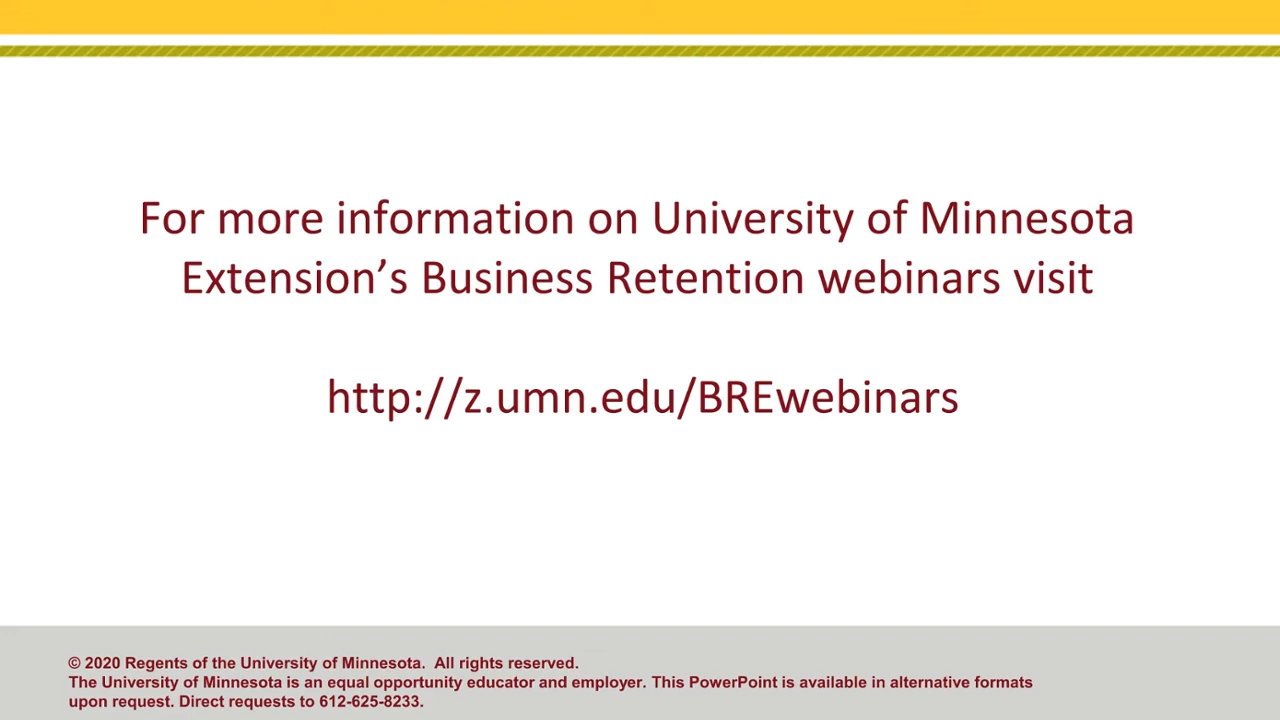 For more information on University of Minnesota
Extension’s Business Retention webinars visit
http://z.umn.edu/BREwebinars
© 2020 Regents of the University of Minnesota.  All rights reserved.
The University of Minnesota is an equal opportunity educator and employer. This PowerPoint is available in alternative formats
upon request. Direct requests to 612-625-8233.